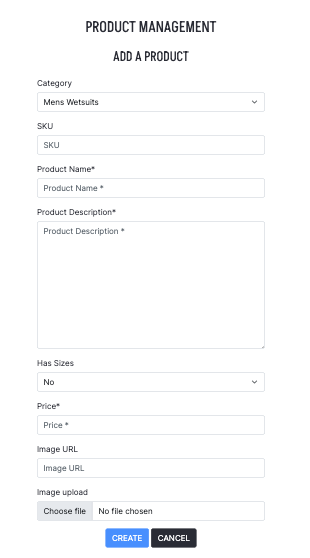 PRODUCT MANAGEMENT
ADD A PRODUCT
Category
Mens Wetsuits
SKU
SKU
Product Name*
Product Name *
Product Description*
Product Description *
Has Sizes
No
Price*
Price *
Image URL
Image URL
Image upload
Choose file No file chosen
CREATE CANCEL